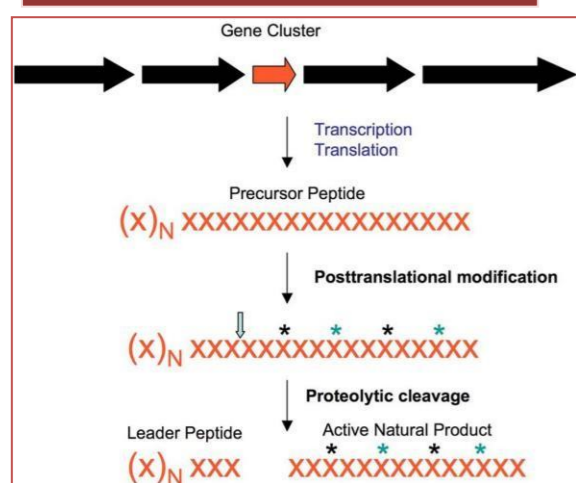 Gene Cluster
Transcription
Translation
Precursor Peptide
(x)N xxxxxxxxxxxxxxxxx
Posttranslational modification
* * * *
(x)N xxxxxxxxxxxxxxxxx
Proteolytic cleavage
Leader Peptide Active Natural Product
* * * *
(x)N xxx xxxxxxxxxxxxxx